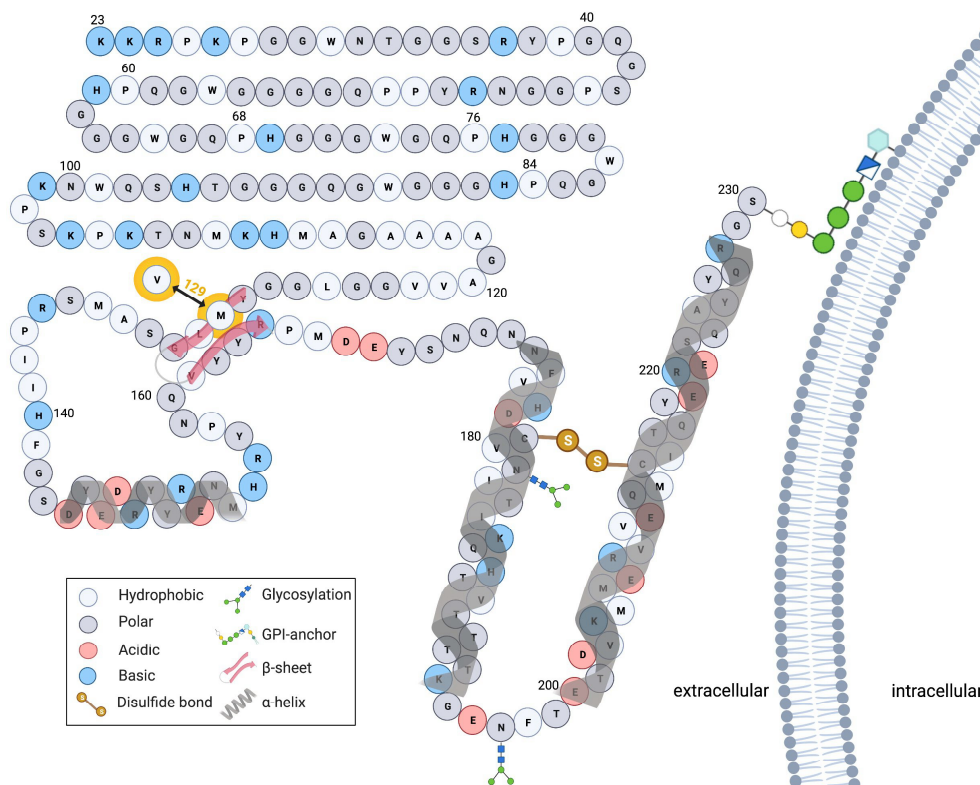 23 40
K K R P K P G G W N T G G S R Y P G Q
G
60
H P Q G W G G G G Q P P Y R N G G P S
G
68 76
G G W G Q P H G G G W G Q P H G G G
W
100 84
K N W Q S H T G G G Q G W G G G H P Q G
P
S K P K T N M K H M A G A A A A
G
Y G G L G G V V A
120
V
129
M
R S M A S G L
P I I H F G S
140
D Y E D R Y Y R E N M H R Y P N Q
160
V Y Y R P M D E Y S N Q N N F
V H D C
180
V N I T I K Q H T V T T T T K G E N F T E
200
T D V K M M E R V V E Q M C I T Q Y E R E
220
S Q A Y Y Q R G S
230
S S
extracellular
intracellular
Hydrophobic
Polar
Acidic
Basic
S S Disulfide bond
Glycosylation
GPI-anchor
β-sheet
α-helix